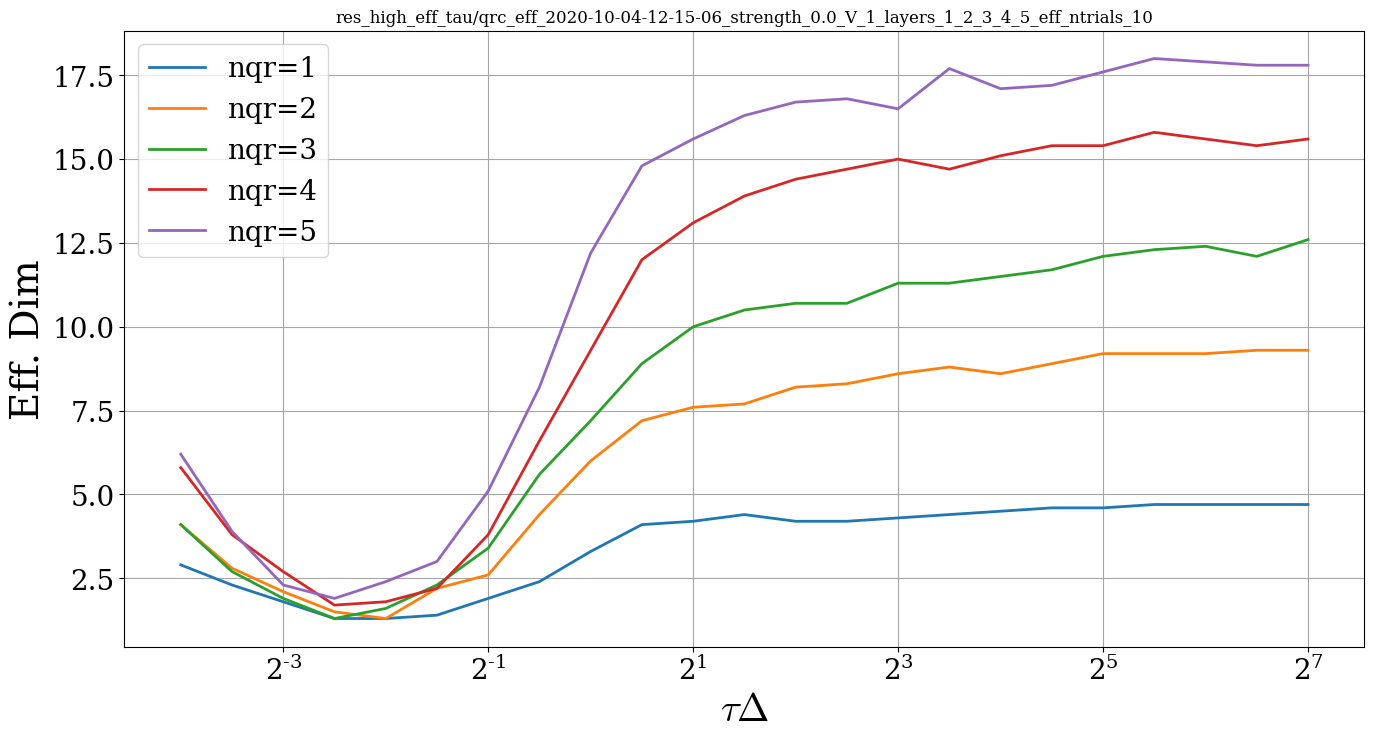 res_high_eff_tau/qrc_eff_2020-10-04-12-15-06_strength_0.0_V_1_layers_1_2_3_4_5_eff_ntrials_10
nqr=1
nqr=2
nqr=3
nqr=4
nqr=5
17.5
15.0
12.5
10.0
7.5
5.0
2.5
Eff. Dim
2^-3 2^-1 2^1 2^3 2^5 2^7
τΔ